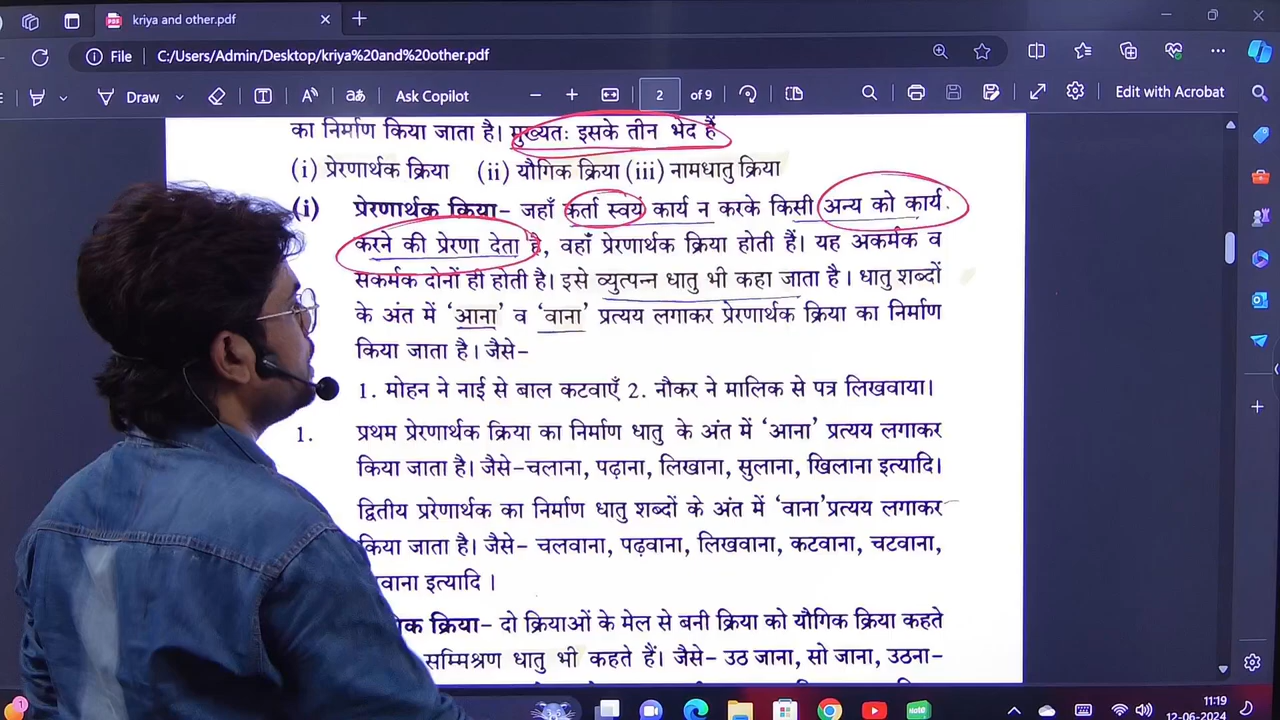 kriya and other.pdf
File C:/Users/Admin/Desktop/kriya%20and%20other.pdf
Draw Ask Copilot 2 of 9 Edit with Acrobat
का निर्माण किया जाता है। मुख्यतः इसके तीन भेद हैं
(i) प्रेरणार्थक क्रिया (ii) यौगिक क्रिया (iii) नामधातु क्रिया
(i) प्रेरणार्थक क्रिया– जहाँ कर्ता स्वयं कार्य न करके किसी अन्य को कार्य
करने की प्रेरणा देता है, वहाँ प्रेरणार्थक क्रिया होती हैं। यह अकर्मक व
सकर्मक दोनों ही होती है। इसे व्युत्पन्न धातु भी कहा जाता है। धातु शब्दों
के अंत में ‘आना’ व ‘वाना’ प्रत्यय लगाकर प्रेरणार्थक क्रिया का निर्माण
किया जाता है। जैसे–
1. मोहन ने नाई से बाल कटवाएँ 2. नौकर ने मालिक से पत्र लिखवाया।
1. प्रथम प्रेरणार्थक क्रिया का निर्माण धातु के अंत में ‘आना’ प्रत्यय लगाकर
किया जाता है। जैसे–चलाना, पढ़ाना, लिखाना, सुलाना, खिलाना इत्यादि।
द्वितीय प्ररेणार्थक का निर्माण धातु शब्दों के अंत में ‘वाना’प्रत्यय लगाकर
किया जाता है। जैसे– चलवाना, पढ़वाना, लिखवाना, कटवाना, चटवाना,
वाना इत्यादि ।
क्रिया– दो क्रियाओं के मेल से बनी क्रिया को यौगिक क्रिया कहते
सम्मिश्रण धातु भी कहते हैं। जैसे– उठ जाना, सो जाना, उठना–
11:19
12-06-2024